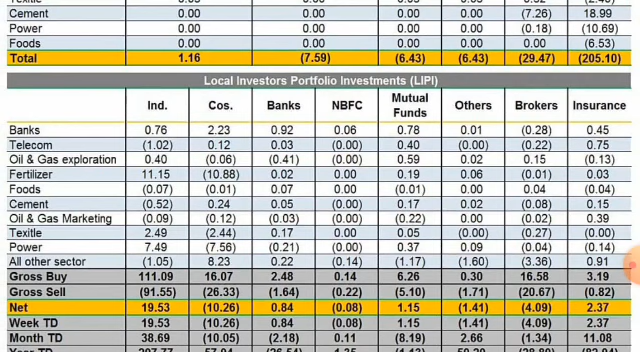 Cement 0.00 0.00 0.00 0.00 (7.26) 18.99
Power 0.00 0.00 0.00 0.00 (0.18) (10.69)
Foods 0.00 0.00 0.00 0.00 0.00 (6.53)
Total 1.16 (7.59) (6.43) (6.43) (29.47) (205.10)
Local Investors Portfolio Investments (LIPI)
Ind. Cos. Banks NBFC Mutual Funds Others Brokers Insurance
Banks 0.76 2.23 0.92 0.06 0.78 0.01 (0.28) 0.45
Telecom (1.02) 0.12 0.03 (0.00) 0.40 (0.00) (0.22) 0.75
Oil & Gas exploration 0.40 (0.06) (0.41) (0.00) 0.59 0.02 0.15 (0.13)
Fertilizer 11.15 (10.88) 0.02 0.00 0.19 0.06 (0.01) 0.03
Foods (0.07) (0.01) 0.07 0.00 (0.01) 0.00 0.04 (0.04)
Cement (0.52) 0.24 0.05 (0.00) 0.17 0.02 (0.08) 0.15
Oil & Gas Marketing (0.09) (0.12) (0.03) (0.00) (0.22) 0.00 (0.02) 0.39
Texitle 2.49 (2.44) 0.17 0.00 0.05 (0.00) (0.27) (0.00)
Power 7.49 (7.56) (0.21) (0.00) 0.37 0.09 (0.04) (0.14)
All other sector (1.05) 8.23 0.22 (0.14) (1.17) (1.60) (3.36) 0.91
Gross Buy 111.09 16.07 2.48 0.14 6.26 0.30 16.58 3.19
Gross Sell (91.55) (26.33) (1.64) (0.22) (5.10) (1.71) (20.67) (0.82)
Net 19.53 (10.26) 0.84 (0.08) 1.15 (1.41) (4.09) 2.37
Week TD 19.53 (10.26) 0.84 (0.08) 1.15 (1.41) (4.09) 2.37
Month TD 38.69 (10.05) (2.18) 0.11 (8.19) 2.66 (1.34) 11.08